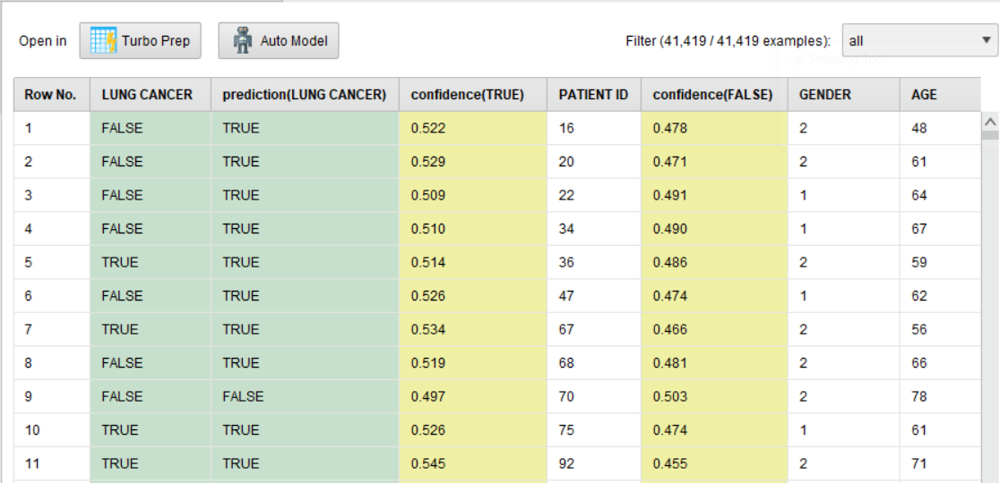 Open in Turbo Prep Auto Model Filter (41,419 / 41,419 examples): all
Snipping Tool
Row No. LUNG CANCER prediction(LUNG CANCER) confidence(TRUE) PATIENT ID confidence(FALSE) GENDER AGE
1 FALSE TRUE 0.522 16 0.478 2 48
2 FALSE TRUE 0.529 20 0.471 2 61
3 FALSE TRUE 0.509 22 0.491 1 64
4 FALSE TRUE 0.510 34 0.490 1 67
5 TRUE TRUE 0.514 36 0.486 2 59
6 FALSE TRUE 0.526 47 0.474 1 62
7 TRUE TRUE 0.534 67 0.466 2 56
8 FALSE TRUE 0.519 68 0.481 2 66
9 FALSE FALSE 0.497 70 0.503 2 78
10 TRUE TRUE 0.526 75 0.474 1 61
11 TRUE TRUE 0.545 92 0.455 2 71